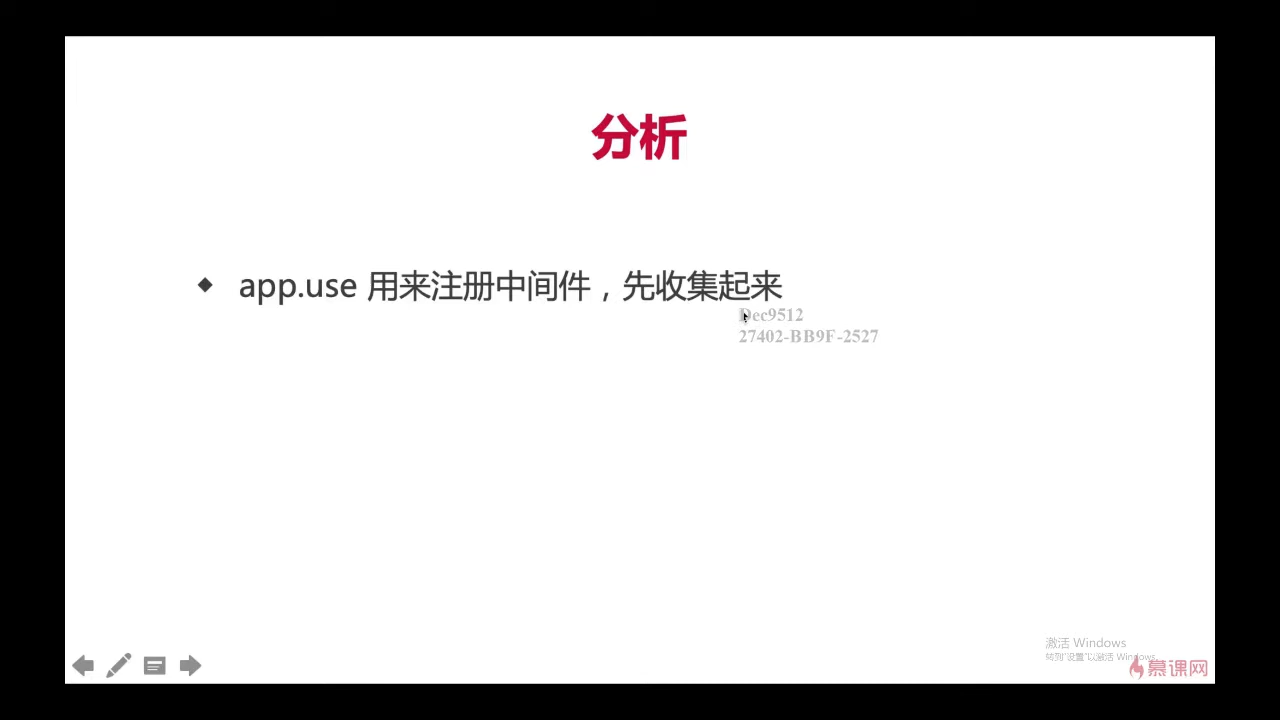 分析
◆ app.use 用来注册中间件，先收集起来
Dec9512
27402-BB9F-2527
激活 Windows
转到"设置"以激活 Windows。
慕课网